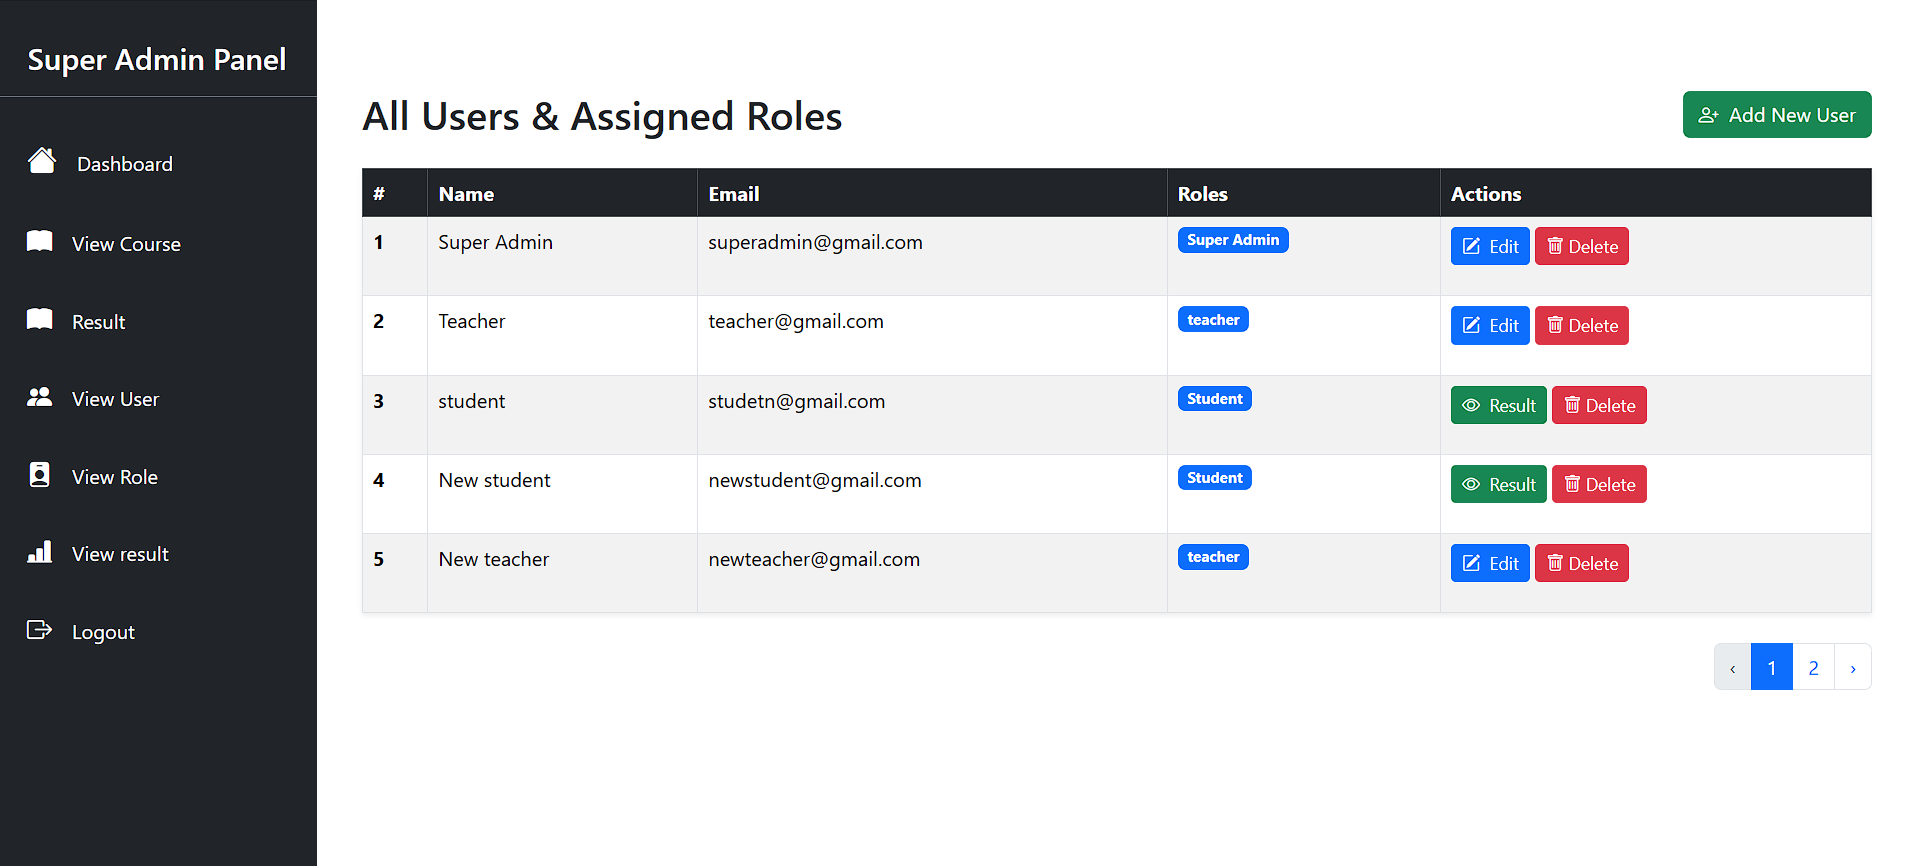 Super Admin Panel
Dashboard
View Course
Result
View User
View Role
View result
Logout
All Users & Assigned Roles
Add New User
# Name Email Roles Actions
1 Super Admin superadmin@gmail.com Super Admin Edit Delete
2 Teacher teacher@gmail.com teacher Edit Delete
3 student studetn@gmail.com Student Result Delete
4 New student newstudent@gmail.com Student Result Delete
5 New teacher newteacher@gmail.com teacher Edit Delete
‹ 1 2 ›